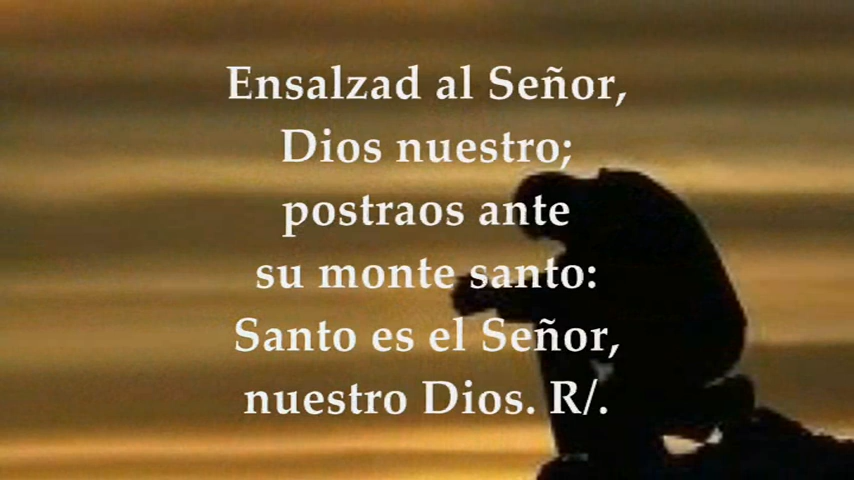 Ensalzad al Señor,
Dios nuestro;
postraos ante
su monte santo:
Santo es el Señor,
nuestro Dios. R/.